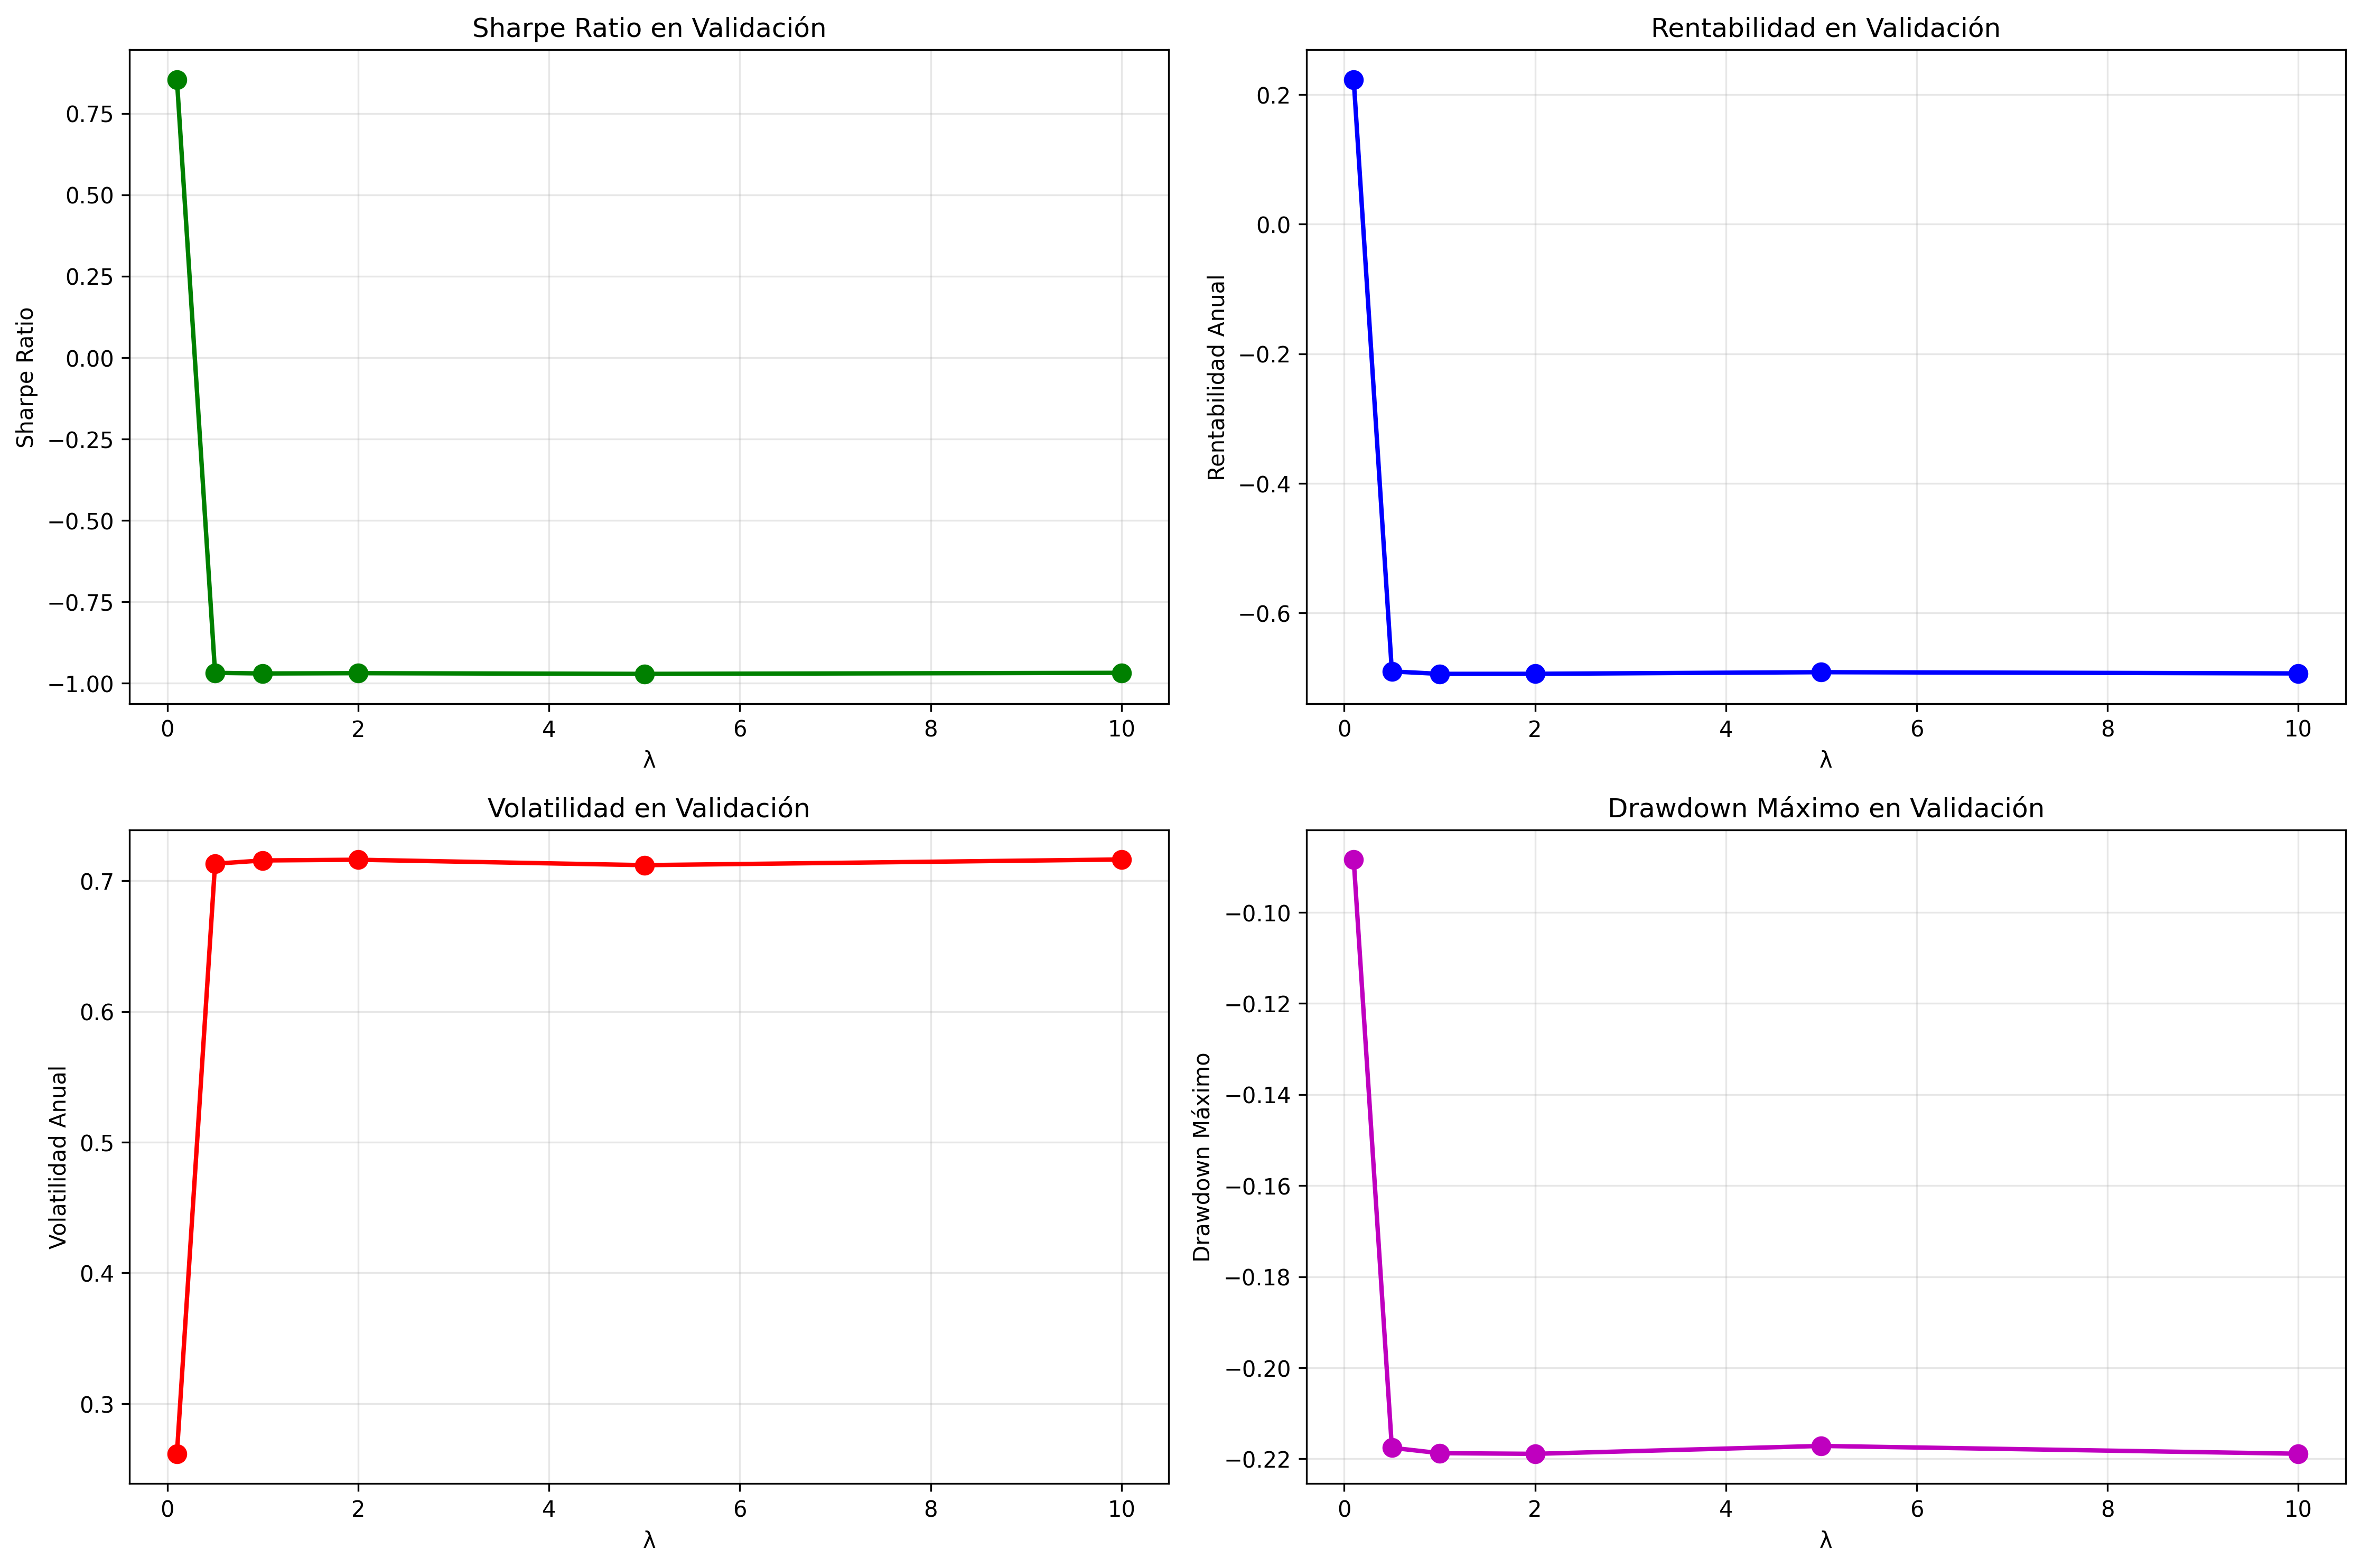 Sharpe Ratio en Validación
Sharpe Ratio
0.75
0.50
0.25
0.00
−0.25
−0.50
−0.75
−1.00
0 2 4 6 8 10
λ
Rentabilidad en Validación
Rentabilidad Anual
0.2
0.0
−0.2
−0.4
−0.6
0 2 4 6 8 10
λ
Volatilidad en Validación
Volatilidad Anual
0.7
0.6
0.5
0.4
0.3
0 2 4 6 8 10
λ
Drawdown Máximo en Validación
Drawdown Máximo
−0.10
−0.12
−0.14
−0.16
−0.18
−0.20
−0.22
0 2 4 6 8 10
λ